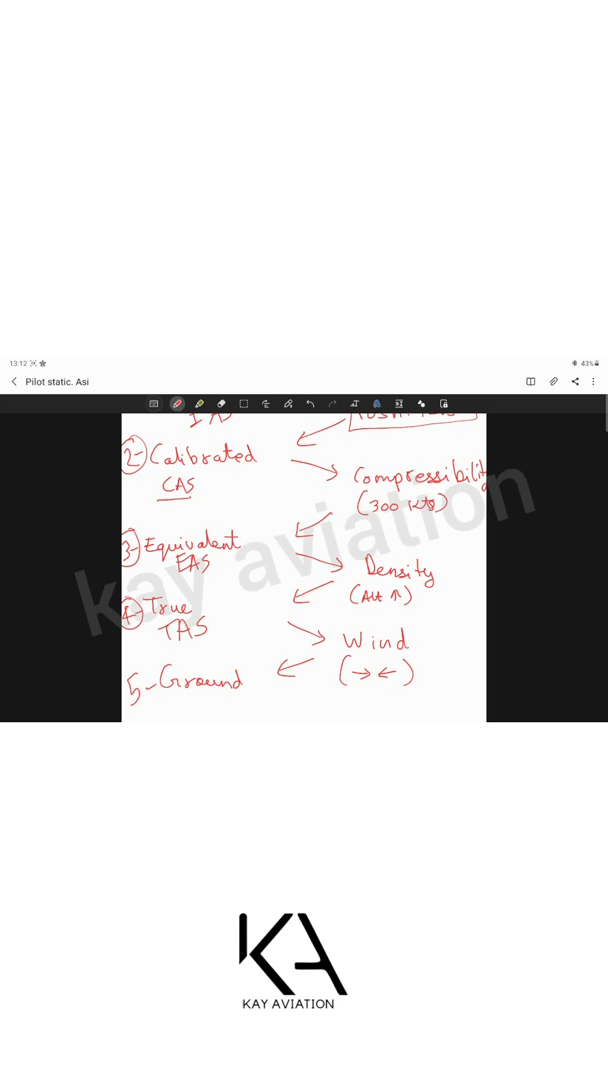 13:12
43%
Pilot static. Asi
IAS
2- Calibrated
CAS
Compressibility
(300 kts)
3- Equivalent
EAS
Density
(Alt ↑)
4- True
TAS
Wind
(→ ←)
5- Ground
kay aviation
KA
KAY AVIATION